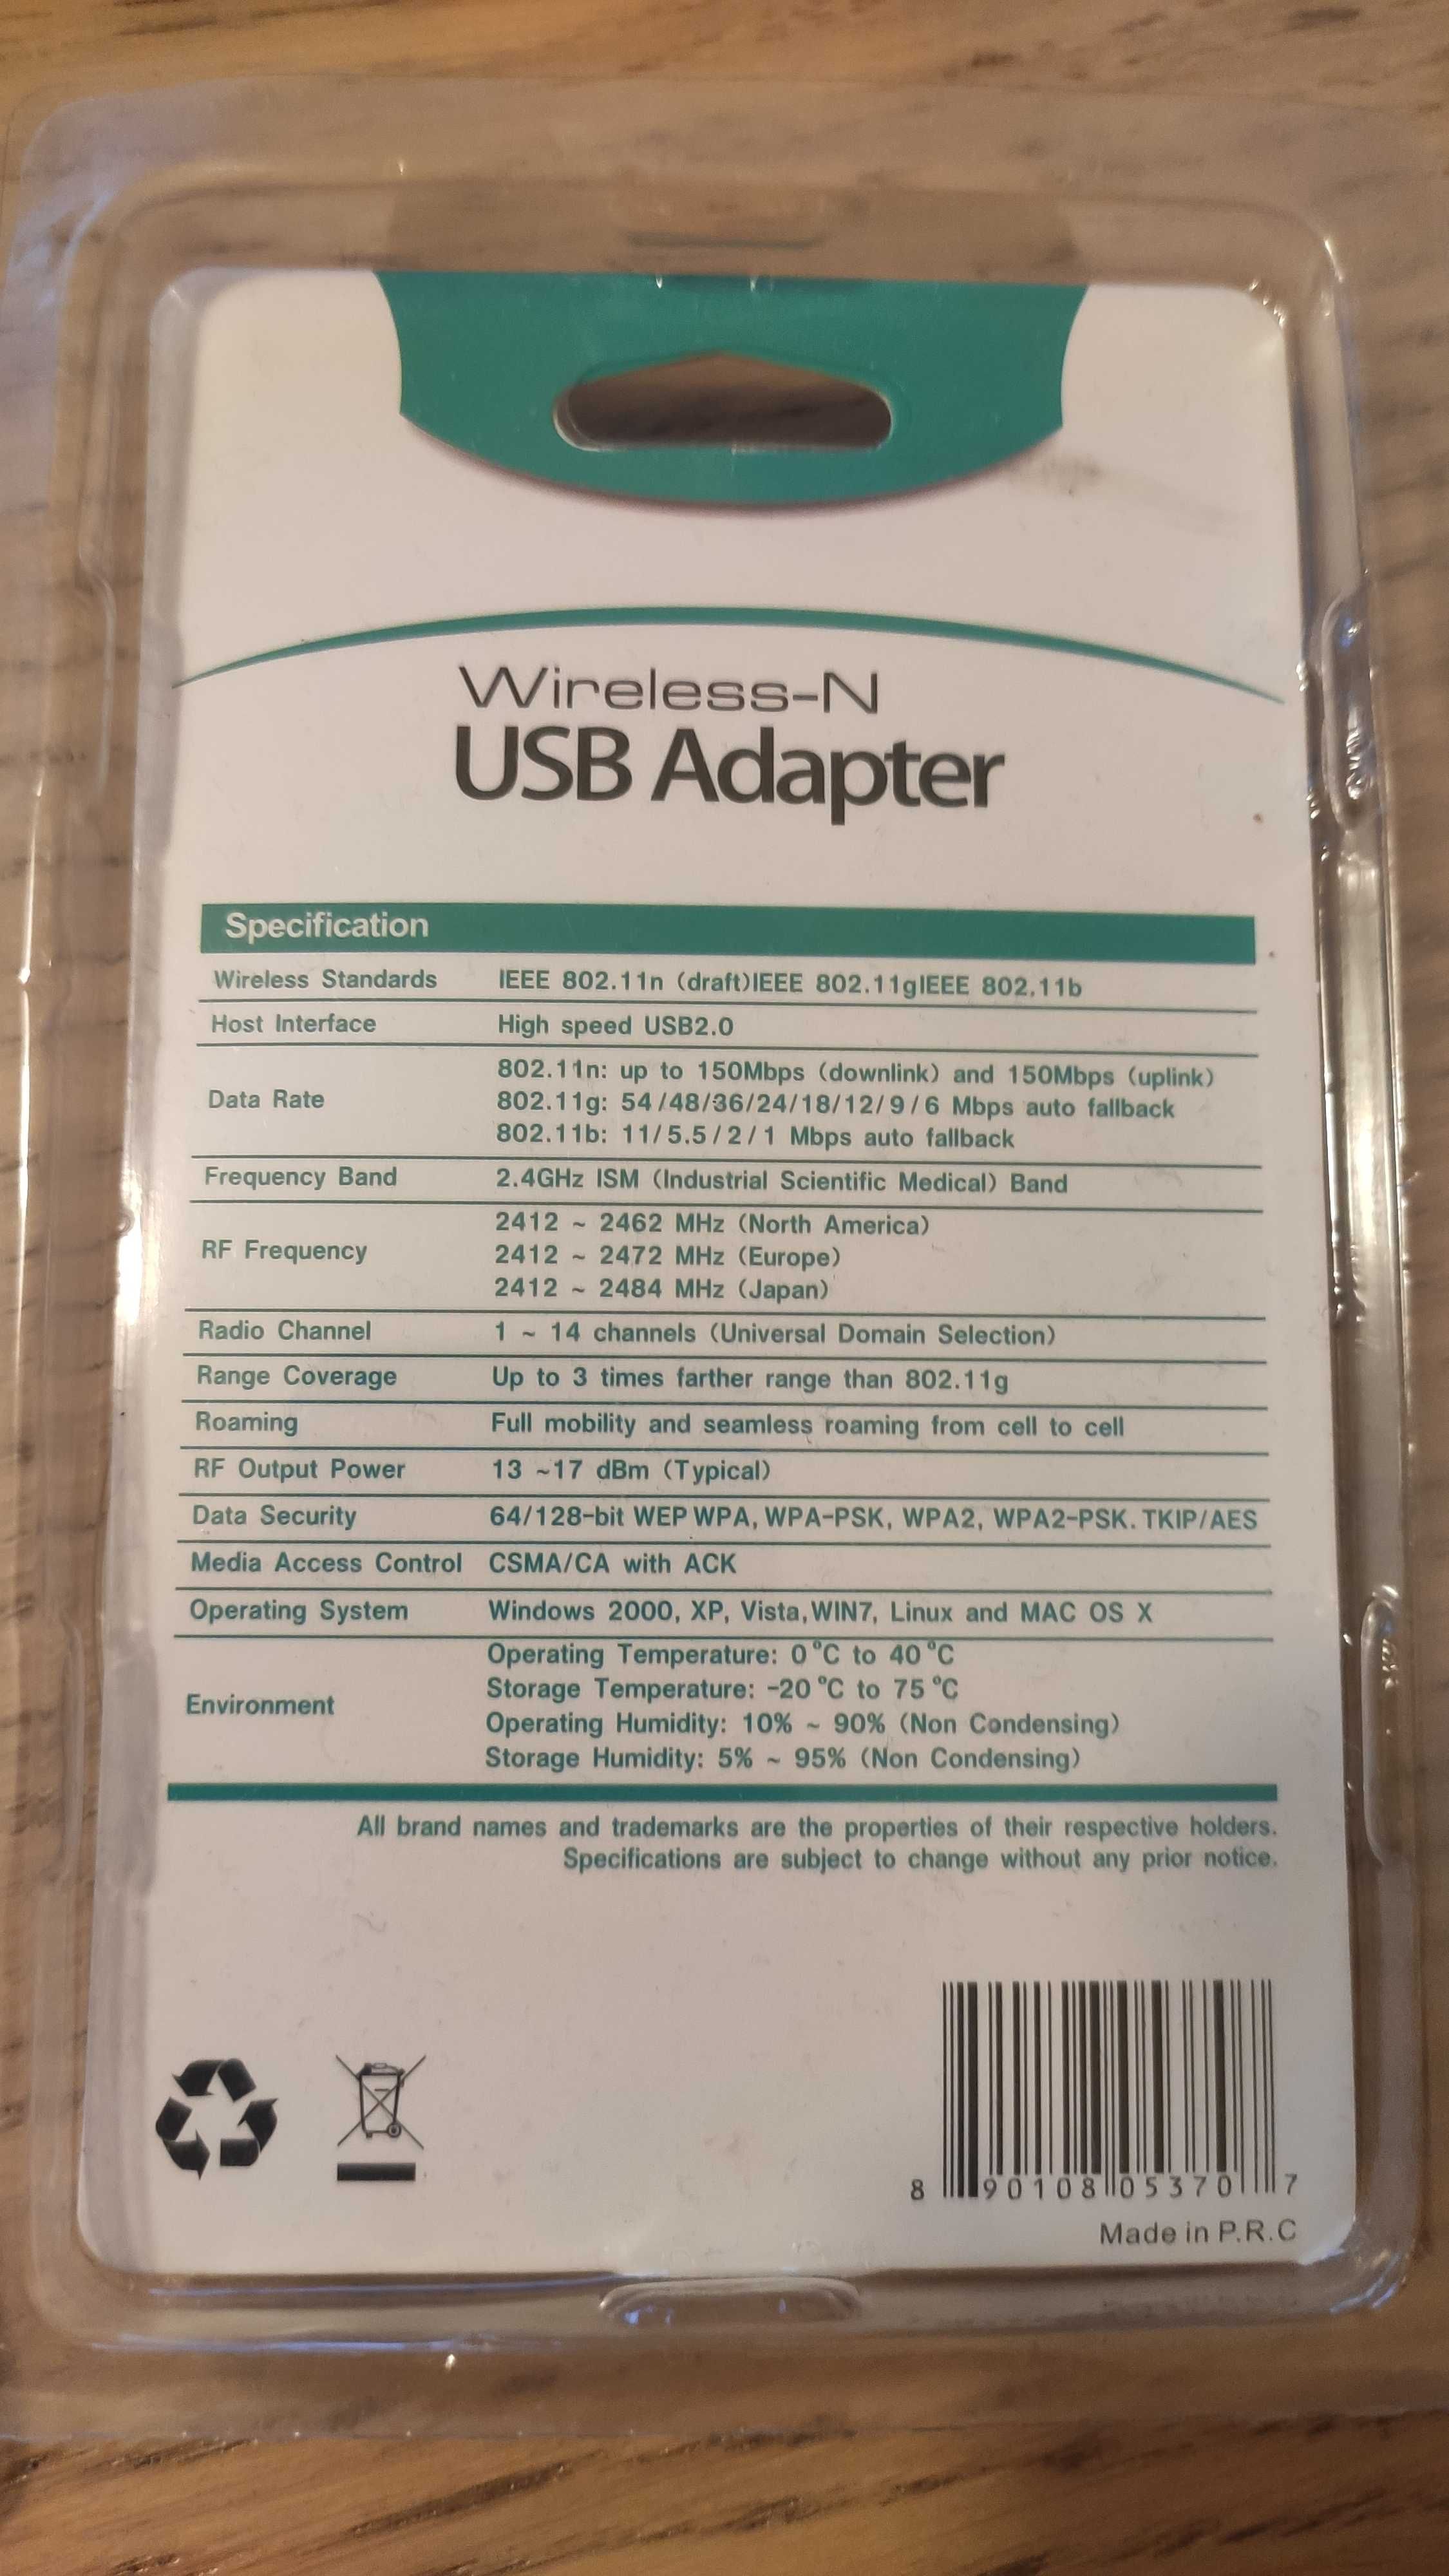 Wireless-N
USB Adapter
Specification
Wireless Standards IEEE 802.11n (draft)IEEE 802.11gIEEE 802.11b
Host Interface High speed USB2.0
Data Rate
802.11n: up to 150Mbps (downlink) and 150Mbps (uplink)
802.11g: 54/48/36/24/18/12/9/6 Mbps auto fallback
802.11b: 11/5.5/2/1 Mbps auto fallback
Frequency Band 2.4GHz ISM (Industrial Scientific Medical) Band
RF Frequency
2412 ~ 2462 MHz (North America)
2412 ~ 2472 MHz (Europe)
2412 ~ 2484 MHz (Japan)
Radio Channel 1 ~ 14 channels (Universal Domain Selection)
Range Coverage Up to 3 times farther range than 802.11g
Roaming Full mobility and seamless roaming from cell to cell
RF Output Power 13 ~17 dBm (Typical)
Data Security 64/128-bit WEP WPA, WPA-PSK, WPA2, WPA2-PSK. TKIP/AES
Media Access Control CSMA/CA with ACK
Operating System Windows 2000, XP, Vista, WIN7, Linux and MAC OS X
Environment
Operating Temperature: 0°C to 40°C
Storage Temperature: -20°C to 75°C
Operating Humidity: 10% ~ 90% (Non Condensing)
Storage Humidity: 5% ~ 95% (Non Condensing)
All brand names and trademarks are the properties of their respective holders.
Specifications are subject to change without any prior notice.
8 901080 53707
Made in P.R.C